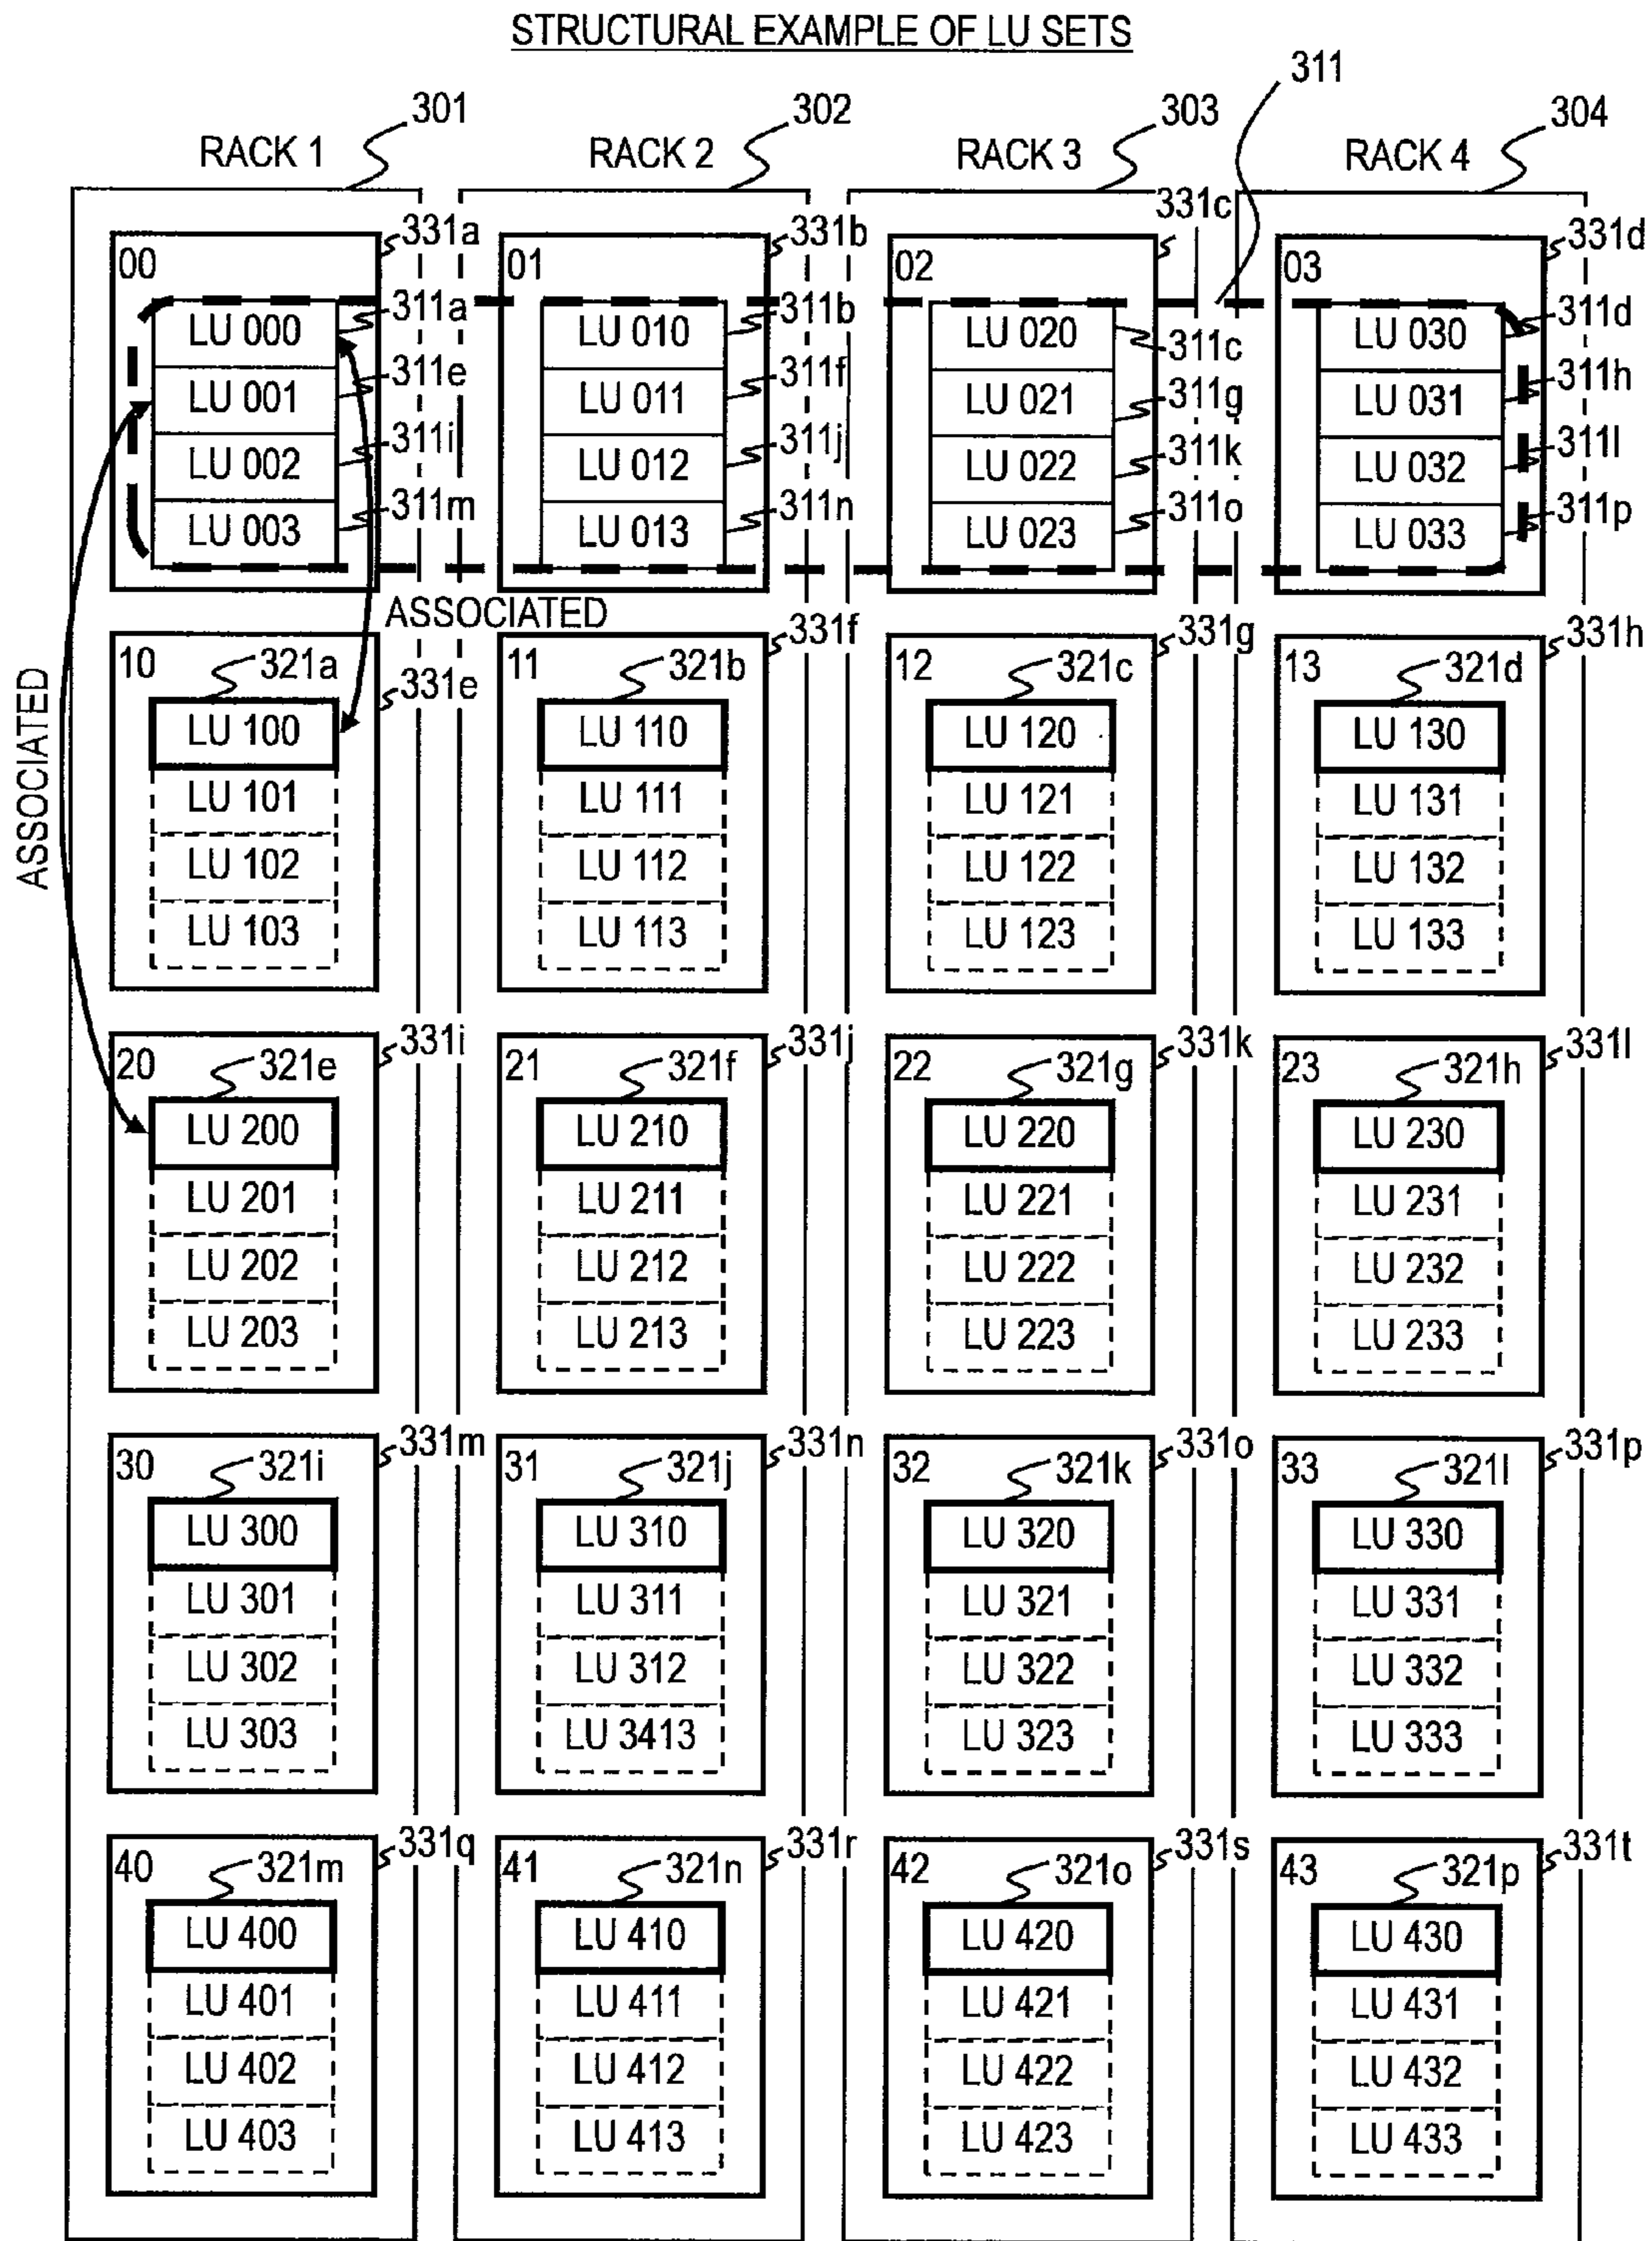 STRUCTURAL EXAMPLE OF LU SETS
311
301
302
303
304
RACK 1
RACK 2
RACK 3
RACK 4
331a
331b
331c
331d
00
01
02
03
LU 000
311a
LU 010
311b
LU 020
311c
LU 030
311d
LU 001
311e
LU 011
311f
LU 021
311g
LU 031
311h
LU 002
311i
LU 012
311j
LU 022
311k
LU 032
311l
LU 003
311m
LU 013
311n
LU 023
311o
LU 033
311p
ASSOCIATED
ASSOCIATED
10
321a
331e
11
321b
331f
12
321c
331g
13
321d
331h
LU 100
LU 110
LU 120
LU 130
LU 101
LU 111
LU 121
LU 131
LU 102
LU 112
LU 122
LU 132
LU 103
LU 113
LU 123
LU 133
20
321e
331i
21
321f
331j
22
321g
331k
23
321h
331l
LU 200
LU 210
LU 220
LU 230
LU 201
LU 211
LU 221
LU 231
LU 202
LU 212
LU 222
LU 232
LU 203
LU 213
LU 223
LU 233
30
321i
331m
31
321j
331n
32
321k
331o
33
321l
331p
LU 300
LU 310
LU 320
LU 330
LU 301
LU 311
LU 321
LU 331
LU 302
LU 312
LU 322
LU 332
LU 303
LU 3413
LU 323
LU 333
40
321m
331q
41
321n
331r
42
321o
331s
43
321p
331t
LU 400
LU 410
LU 420
LU 430
LU 401
LU 411
LU 421
LU 431
LU 402
LU 412
LU 422
LU 432
LU 403
LU 413
LU 423
LU 433